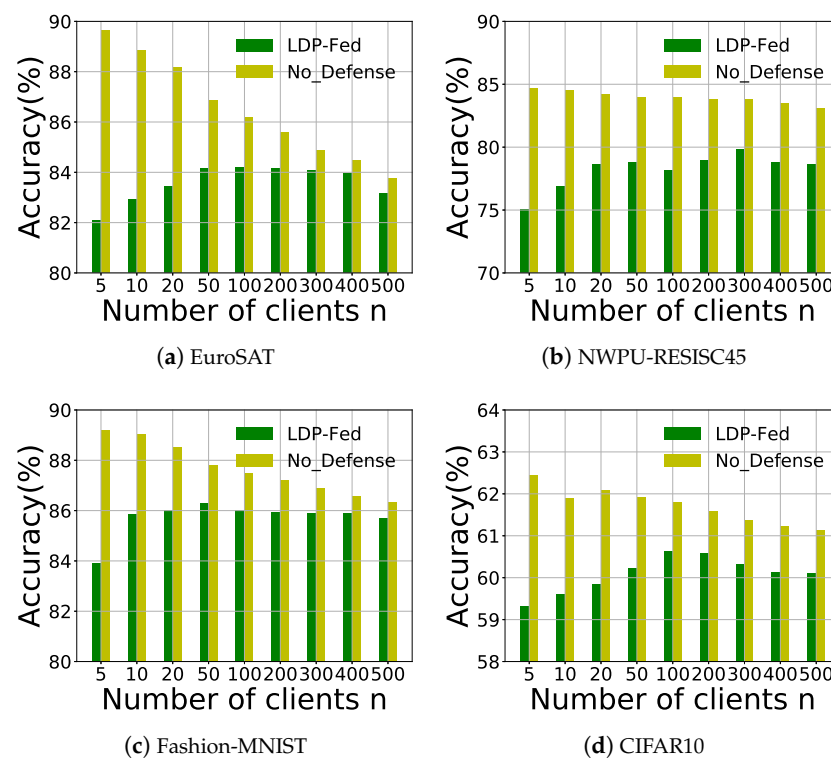 90
88
86
84
82
80
Accuracy(%)
LDP-Fed
No_Defense
5 10 20 50 100 200 300 400 500
Number of clients n
(a) EuroSAT
90
85
80
75
70
Accuracy(%)
LDP-Fed
No_Defense
5 10 20 50 100 200 300 400 500
Number of clients n
(b) NWPU-RESISC45
90
88
86
84
82
80
Accuracy(%)
LDP-Fed
No_Defense
5 10 20 50 100 200 300 400 500
Number of clients n
(c) Fashion-MNIST
64
63
62
61
60
59
58
Accuracy(%)
LDP-Fed
No_Defense
5 10 20 50 100 200 300 400 500
Number of clients n
(d) CIFAR10